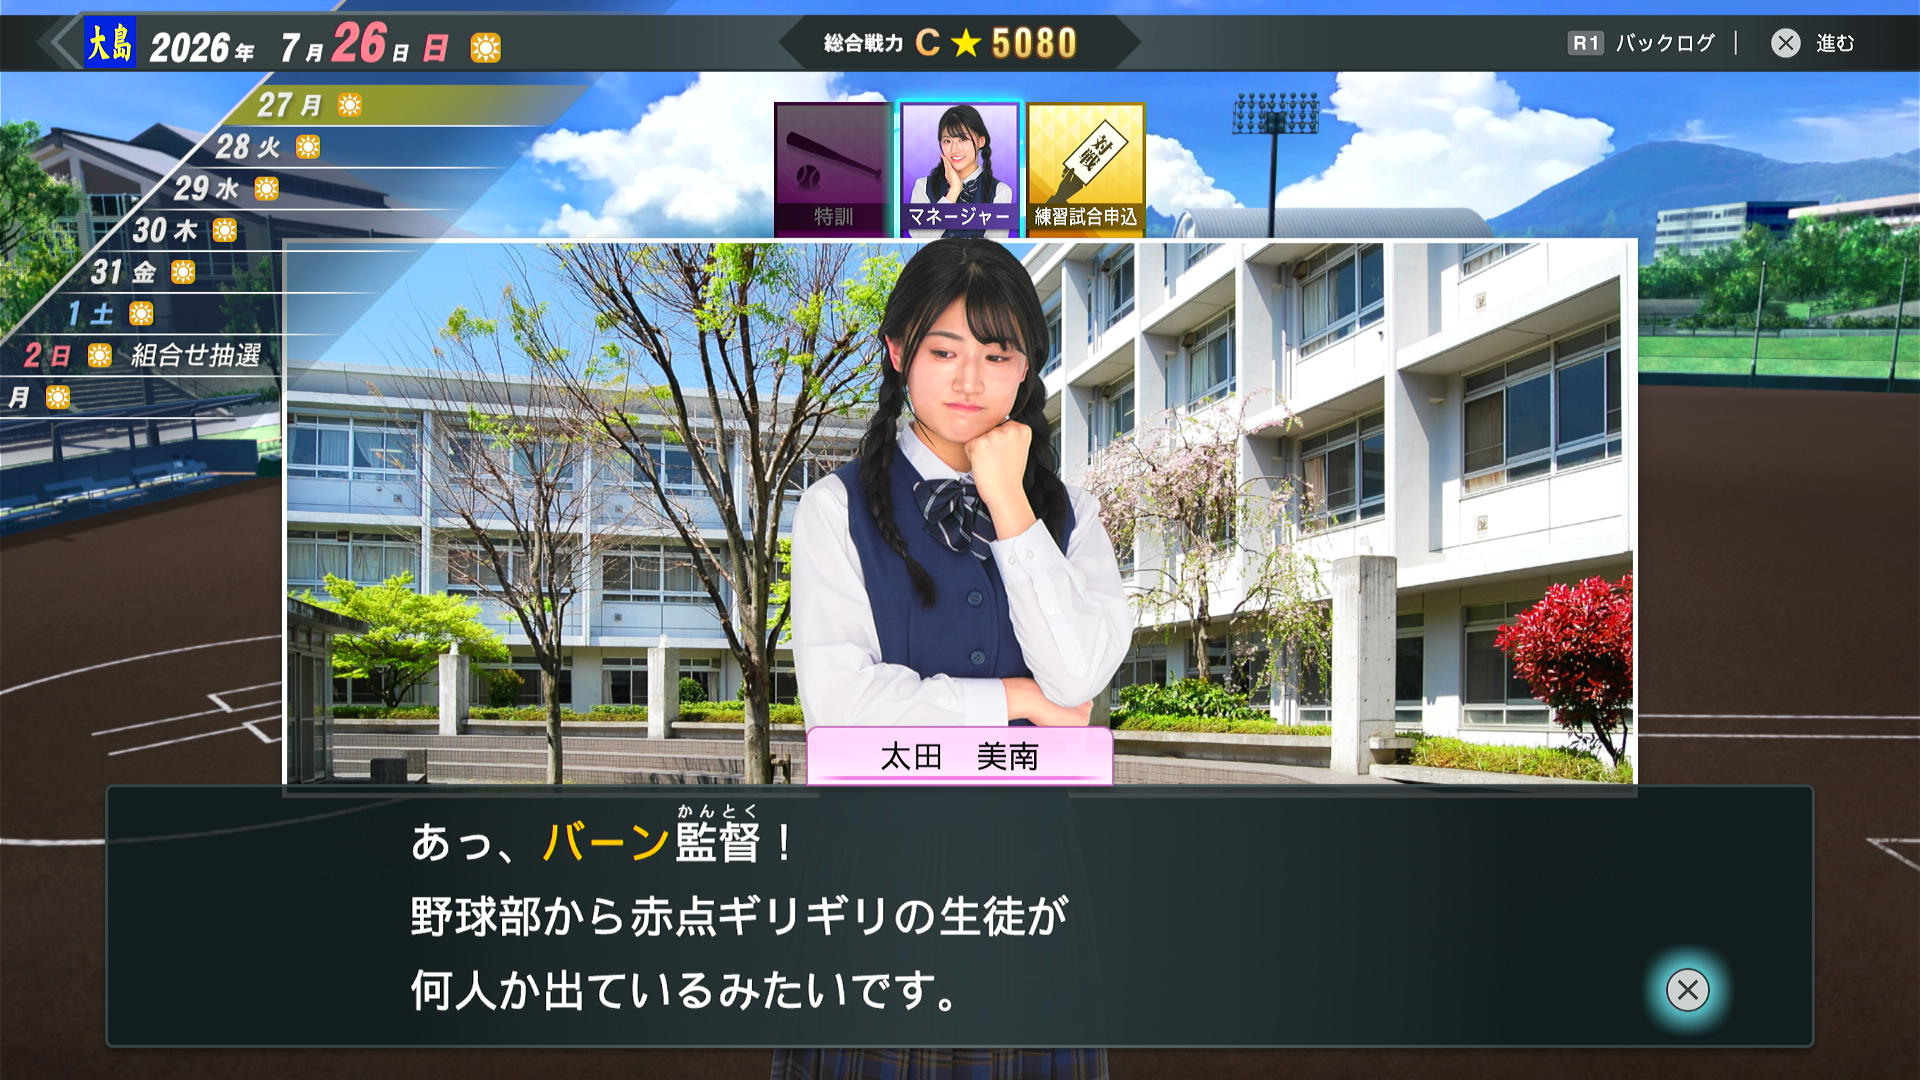 大島 2026年 7月26日 日
総合戦力 C ★ 5080
R1 バックログ | ⊗ 進む
27 月
28 火
29 水
30 木
31 金
1 土
2 日 組合せ抽選
月
特訓
マネージャー
対戦
練習試合申込
太田 美南
かんとく
あっ、バーン監督！
野球部から赤点ギリギリの生徒が
何人か出ているみたいです。